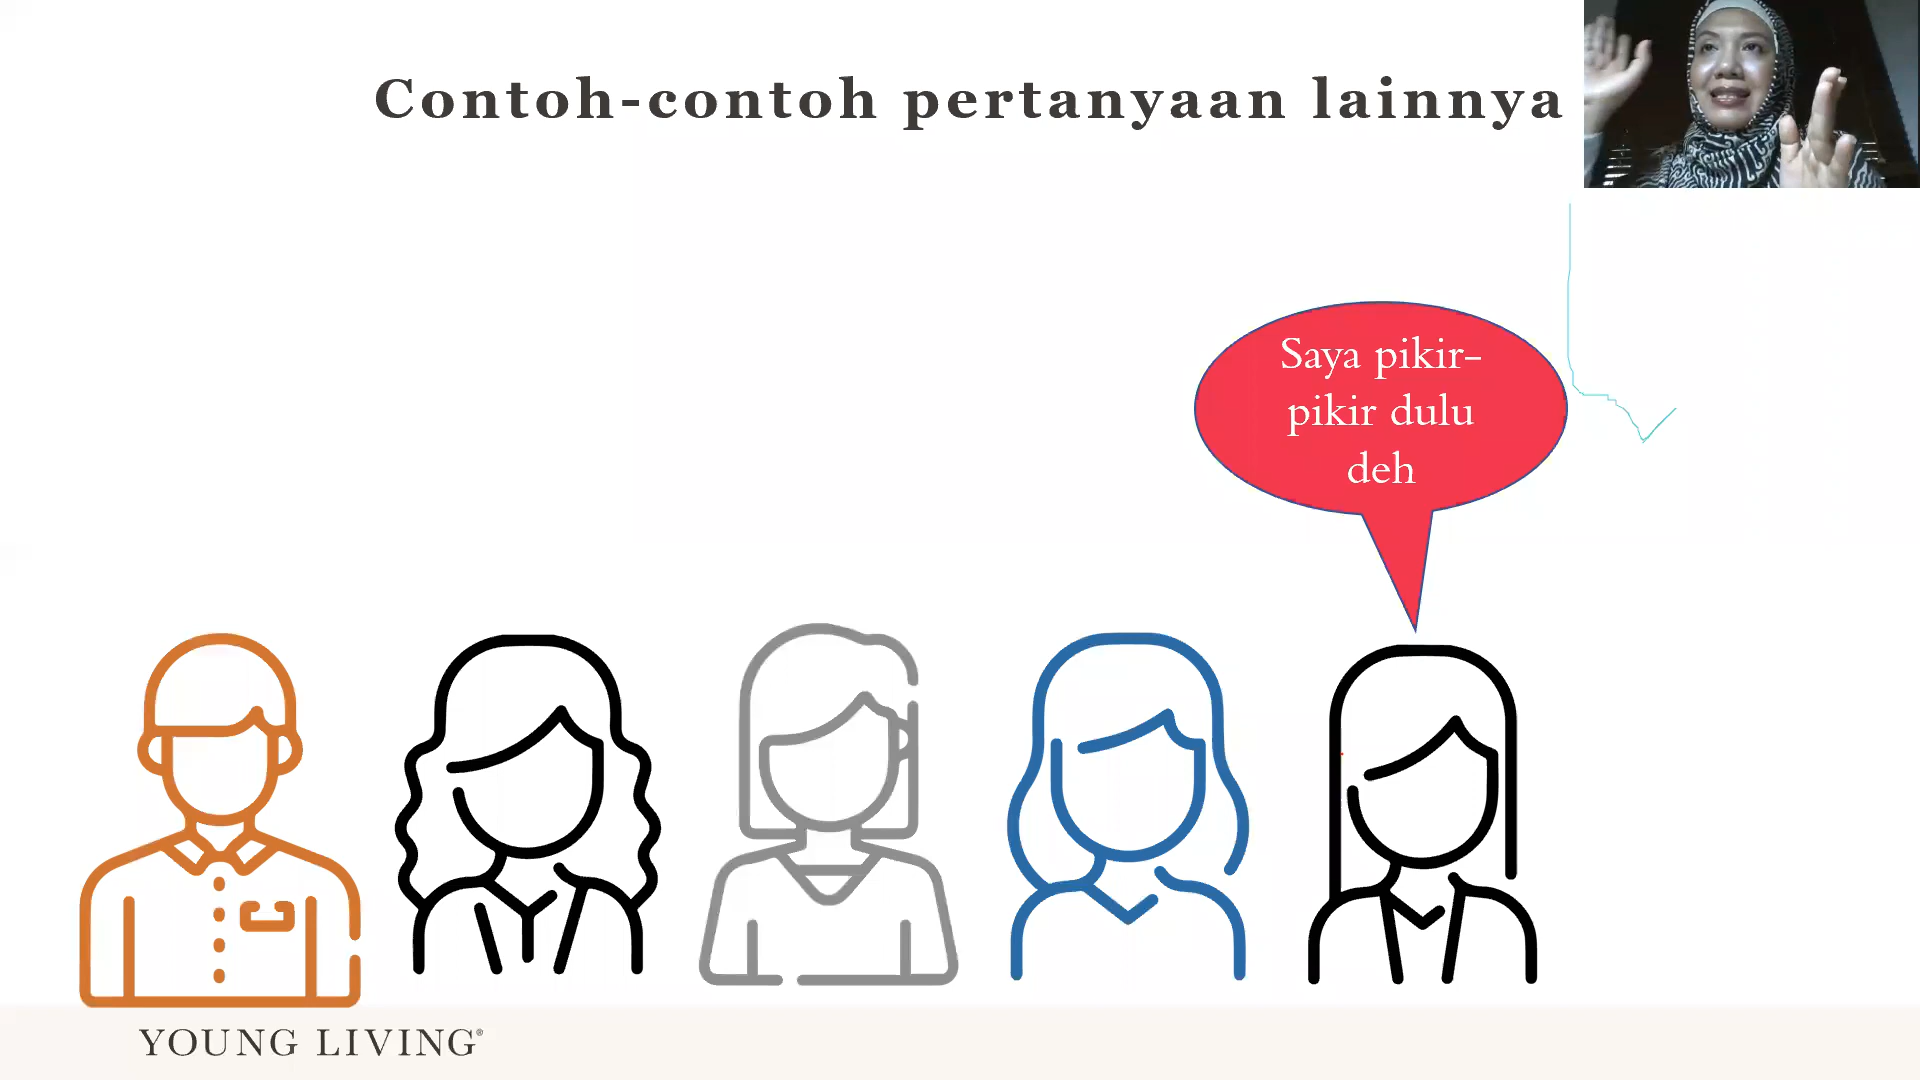 Contoh-contoh pertanyaan lainnya
Saya pikir-
pikir dulu
deh
YOUNG LIVING®